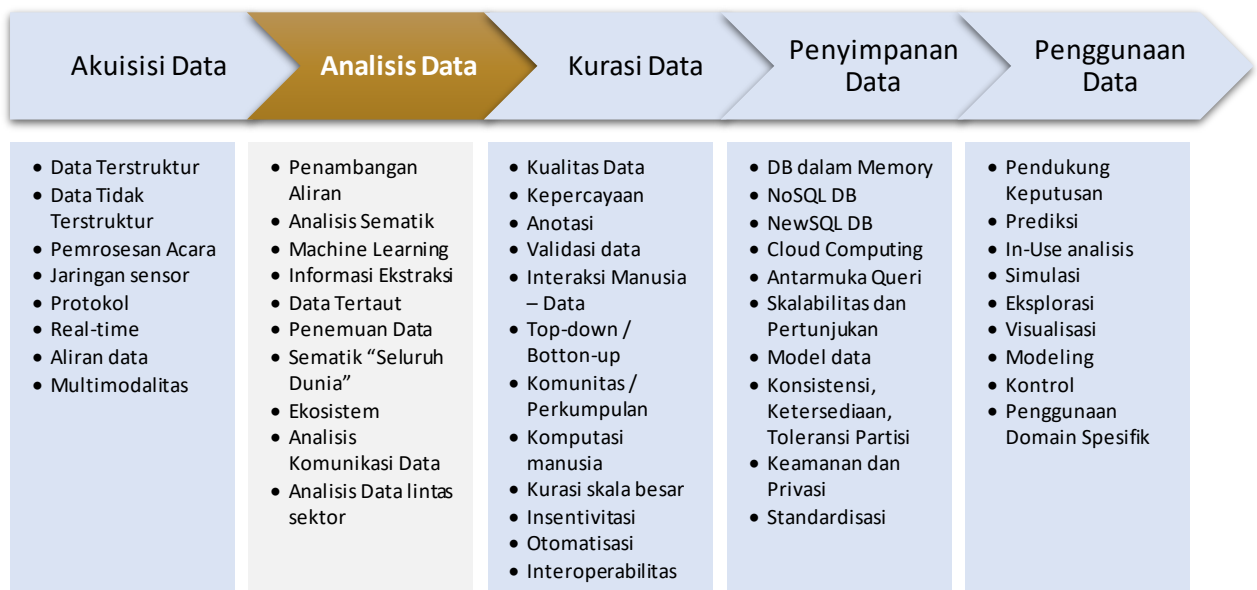 Akuisisi Data
Analisis Data
Kurasi Data
Penyimpanan
Data
Penggunaan
Data
• Data Terstruktur
• Data Tidak
Terstruktur
• Pemrosesan Acara
• Jaringan sensor
• Protokol
• Real-time
• Aliran data
• Multimodalitas
• Penambangan
Aliran
• Analisis Sematik
• Machine Learning
• Informasi Ekstraksi
• Data Tertaut
• Penemuan Data
• Sematik “Seluruh
Dunia”
• Ekosistem
• Analisis
Komunikasi Data
• Analisis Data lintas
sektor
• Kualitas Data
• Kepercayaan
• Anotasi
• Validasi data
• Interaksi Manusia
– Data
• Top-down /
Botton-up
• Komunitas /
Perkumpulan
• Komputasi
manusia
• Kurasi skala besar
• Insentivitasi
• Otomatisasi
• Interoperabilitas
• DB dalam Memory
• NoSQL DB
• NewSQL DB
• Cloud Computing
• Antarmuka Queri
• Skalabilitas dan
Pertunjukan
• Model data
• Konsistensi,
Ketersediaan,
Toleransi Partisi
• Keamanan dan
Privasi
• Standardisasi
• Pendukung
Keputusan
• Prediksi
• In-Use analisis
• Simulasi
• Eksplorasi
• Visualisasi
• Modeling
• Kontrol
• Penggunaan
Domain Spesifik